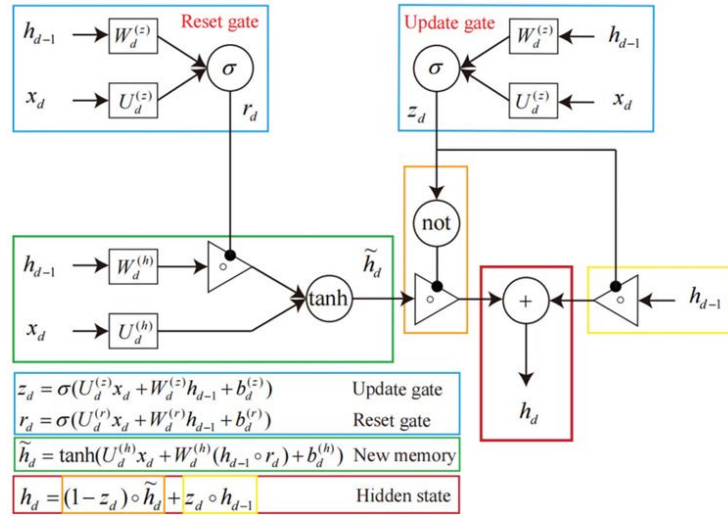 Reset gate
h_{d-1} W_d^{(z)} σ
x_d U_d^{(z)} r_d
Update gate
σ W_d^{(z)} h_{d-1}
z_d U_d^{(z)} x_d
not
h_{d-1} W_d^{(h)} ∘ \tilde{h}_d
x_d U_d^{(h)} tanh
∘ + ∘ h_{d-1}
h_d
z_d = σ(U_d^{(z)} x_d + W_d^{(z)} h_{d-1} + b_d^{(z)}) Update gate
r_d = σ(U_d^{(r)} x_d + W_d^{(r)} h_{d-1} + b_d^{(r)}) Reset gate
\tilde{h}_d = tanh(U_d^{(h)} x_d + W_d^{(h)} (h_{d-1} ∘ r_d) + b_d^{(h)}) New memory
h_d = (1 - z_d) ∘ \tilde{h}_d + z_d ∘ h_{d-1} Hidden state